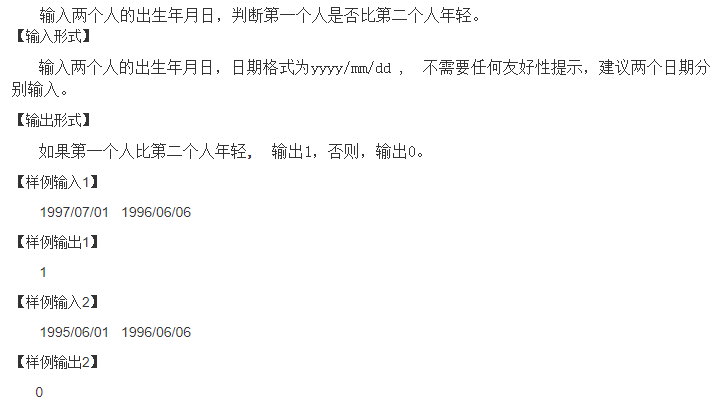 输入两个人的出生年月日，判断第一个人是否比第二个人年轻。
【输入形式】
输入两个人的出生年月日，日期格式为yyyy/mm/dd ， 不需要任何友好性提示，建议两个日期分
别输入。
【输出形式】
如果第一个人比第二个人年轻， 输出1，否则，输出0。
【样例输入1】
1997/07/01 1996/06/06
【样例输出1】
1
【样例输入2】
1995/06/01 1996/06/06
【样例输出2】
0